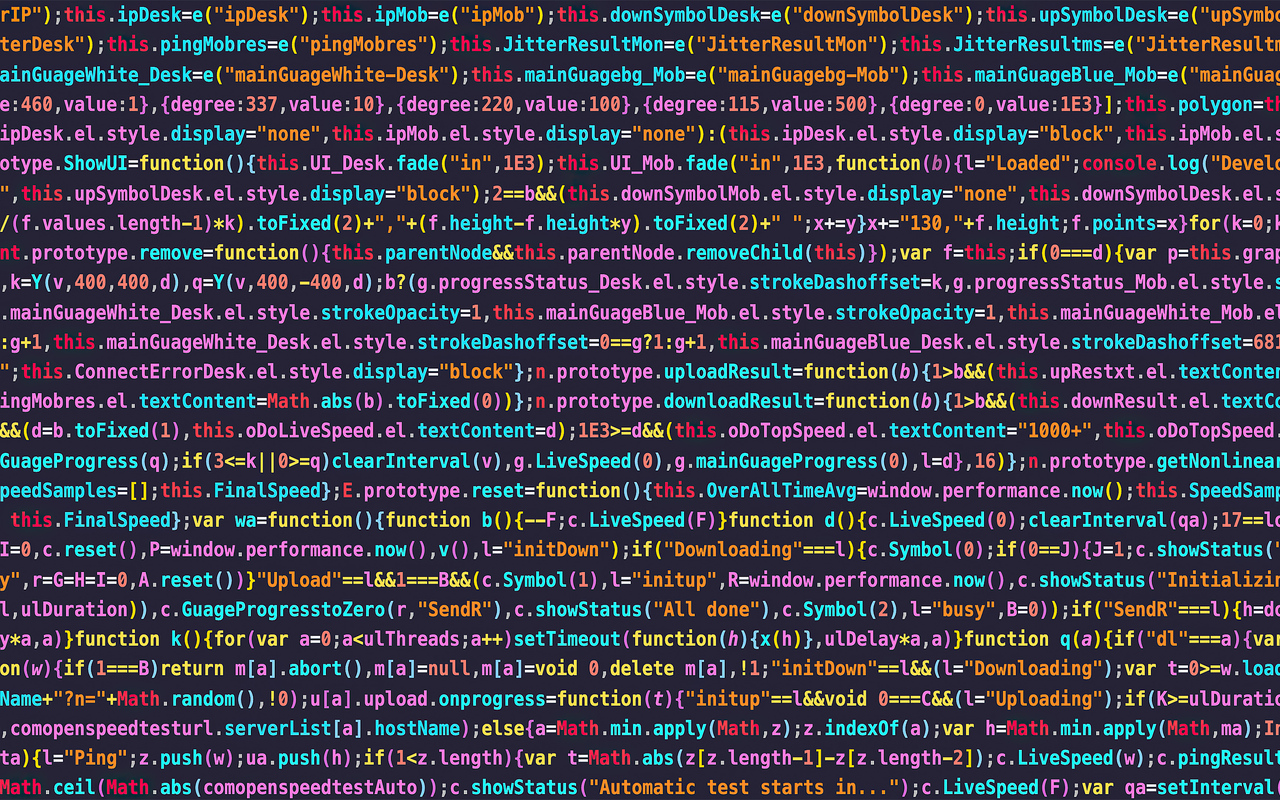 rIP");this.ipDesk=e("ipDesk");this.ipMob=e("ipMob");this.downSymbolDesk=e("downSymbolDesk");this.upSymbolDesk=e("upSymbo
terDesk");this.pingMobres=e("pingMobres");this.JitterResultMon=e("JitterResultMon");this.JitterResultms=e("JitterResultm
ainGuageWhite_Desk=e("mainGuageWhite-Desk");this.mainGuagebg_Mob=e("mainGuagebg-Mob");this.mainGuageBlue_Mob=e("mainGuag
e:460,value:1},{degree:337,value:10},{degree:220,value:100},{degree:115,value:500},{degree:0,value:1E3}];this.polygon=th
ipDesk.el.style.display="none",this.ipMob.el.style.display="none"):(this.ipDesk.el.style.display="block",this.ipMob.el.s
otype.ShowUI=function(){this.UI_Desk.fade("in",1E3);this.UI_Mob.fade("in",1E3,function(b){l="Loaded";console.log("Develo
",this.upSymbolDesk.el.style.display="block");2==b&&(this.downSymbolMob.el.style.display="none",this.downSymbolDesk.el.s
/(f.values.length-1)*k).toFixed(2)+","+(f.height-f.height*y).toFixed(2)+" ";x+=y}x+="130,"+f.height;f.points=x}for(k=0;k
nt.prototype.remove=function(){this.parentNode&&this.parentNode.removeChild(this)});var f=this;if(0===d){var p=this.grap
,k=Y(v,400,400,d),q=Y(v,400,-400,d);b?(g.progressStatus_Desk.el.style.strokeDashoffset=k,g.progressStatus_Mob.el.style.s
.mainGuageWhite_Desk.el.style.strokeOpacity=1,this.mainGuageBlue_Mob.el.style.strokeOpacity=1,this.mainGuageWhite_Mob.el
:g+1,this.mainGuageWhite_Desk.el.style.strokeDashoffset=0==g?1:g+1,this.mainGuageBlue_Desk.el.style.strokeDashoffset=681
";this.ConnectErrorDesk.el.style.display="block"};n.prototype.uploadResult=function(b){1>b&&(this.upRestxt.el.textConten
ingMobres.el.textContent=Math.abs(b).toFixed(0))};n.prototype.downloadResult=function(b){1>b&&(this.downResult.el.textCo
&&(d=b.toFixed(1),this.oDoLiveSpeed.el.textContent=d);1E3>=d&&(this.oDoTopSpeed.el.textContent="1000+",this.oDoTopSpeed.
GuageProgress(q);if(3<=k||0>=q)clearInterval(v),g.LiveSpeed(0),g.mainGuageProgress(0),l=d},16)};n.prototype.getNonlinear
peedSamples=[];this.FinalSpeed};E.prototype.reset=function(){this.OverAllTimeAvg=window.performance.now();this.SpeedSamp
this.FinalSpeed};var wa=function(){function b(){--F;c.LiveSpeed(F)}function d(){c.LiveSpeed(0);clearInterval(qa);17==lo
I=0,c.reset(),P=window.performance.now(),v(),l="initDown");if("Downloading"===l){c.Symbol(0);if(0==J){J=1;c.showStatus("
y",r=G=H=I=0,A.reset())}"Upload"==l&&1===B&&(c.Symbol(1),l="initup",R=window.performance.now(),c.showStatus("Initializin
l,ulDuration)),c.GuageProgresstoZero(r,"SendR"),c.showStatus("All done"),c.Symbol(2),l="busy",B=0));if("SendR"===l){h=do
y*a,a)}function k(){for(var a=0;a<ulThreads;a++)setTimeout(function(h){x(h)},ulDelay*a,a)}function q(a){if("dl"===a){var
on(w){if(1===B)return m[a].abort(),m[a]=null,m[a]=void 0,delete m[a],!1;"initDown"==l&&(l="Downloading");var t=0>=w.load
Name+"?n="+Math.random(),!0);u[a].upload.onprogress=function(t){"initup"==l&&void 0===C&&(l="Uploading");if(K>=ulDuratio
,comopenspeedtesturl.serverList[a].hostName);else{a=Math.min.apply(Math,z);z.indexOf(a);var h=Math.min.apply(Math,ma);In
ta){l="Ping";z.push(w);ua.push(h);if(1<z.length){var t=Math.abs(z[z.length-1]-z[z.length-2]);c.LiveSpeed(w);c.pingResult
Math.ceil(Math.abs(comopenspeedtestAuto));c.showStatus("Automatic test starts in...");c.LiveSpeed(F);var qa=setInterval(